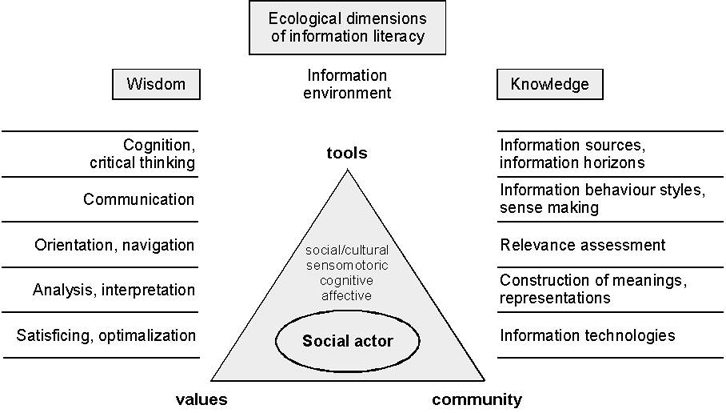 Ecological dimensions
of information literacy
Wisdom
Information
environment
Knowledge
Cognition,
critical thinking
Communication
Orientation, navigation
Analysis, interpretation
Satisficing, optimalization
tools
social/cultural
sensomotoric
cognitive
affective
Social actor
values
community
Information sources,
information horizons
Information behaviour styles,
sense making
Relevance assessment
Construction of meanings,
representations
Information technologies